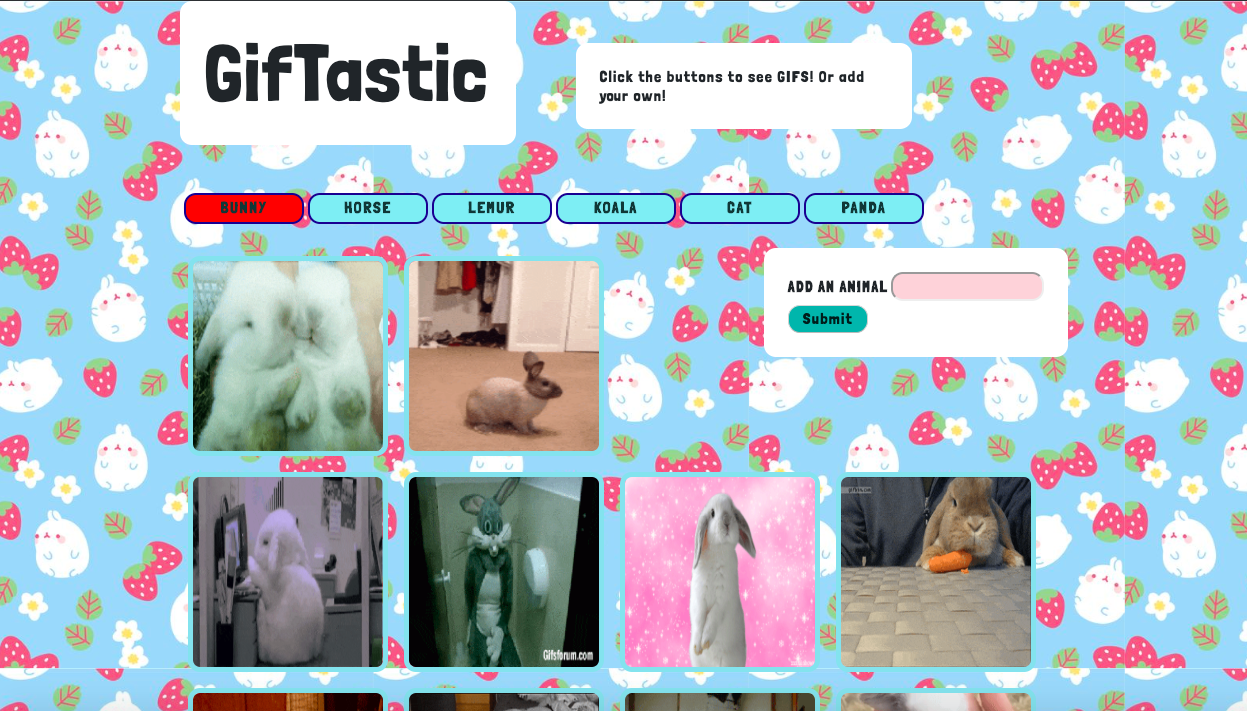 GifTastic
Click the buttons to see GIFS! Or add
your own!
BUNNY
HORSE
LEMUR
KOALA
CAT
PANDA
ADD AN ANIMAL
Submit
Gifsforum.com